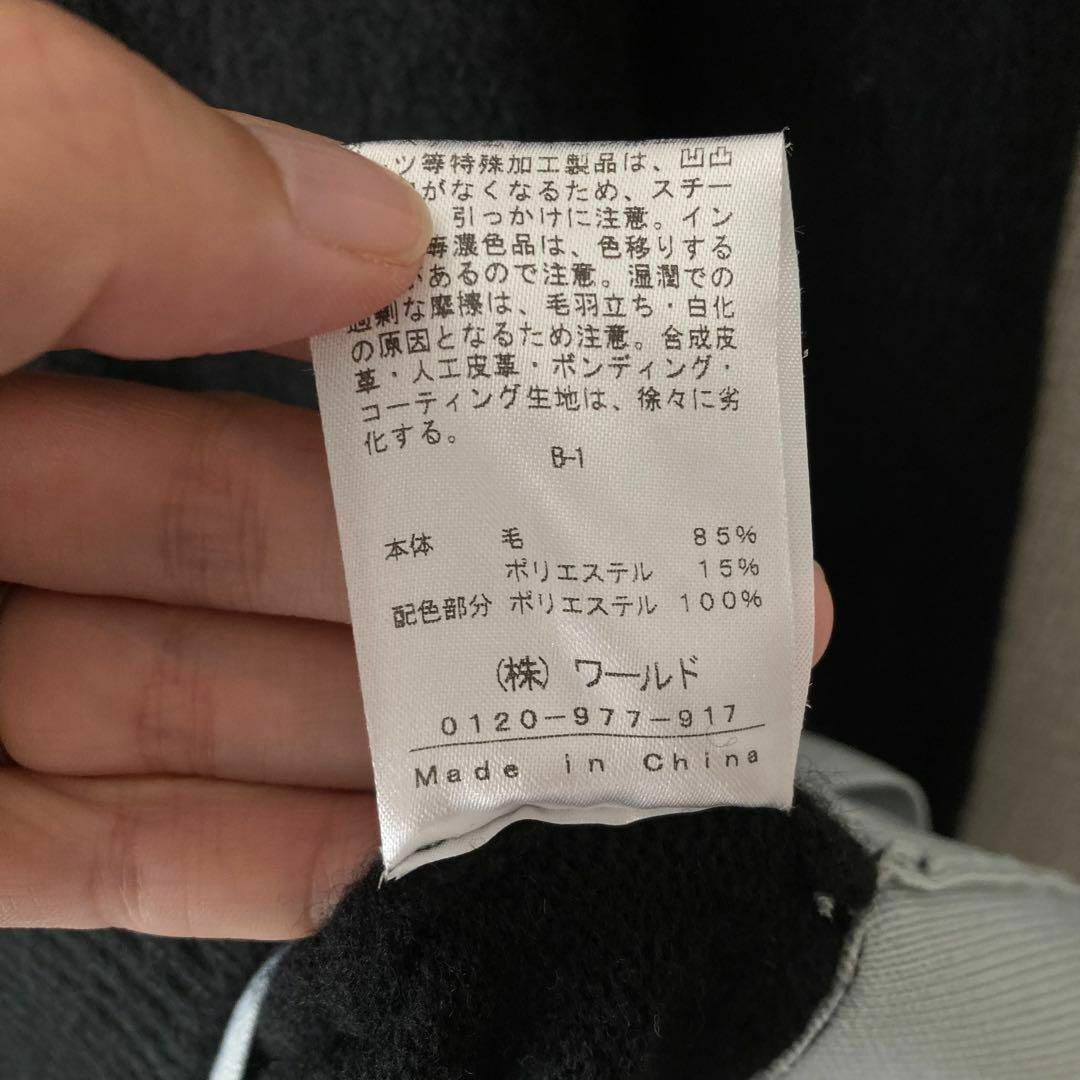 ツ等特殊加工製品は、凹凸
がなくなるため、スチー
引っかけに注意。イン
等濃色品は、色移りする
があるので注意。湿潤での
過剰な摩擦は、毛羽立ち・白化
の原因となるため注意。合成皮
革・人工皮革・ボンディング・
コーティング生地は、徐々に劣
化する。
B-1
本体 毛 85%
ポリエステル 15%
配色部分 ポリエステル 100%
(株) ワールド
0120-977-917
Made in China